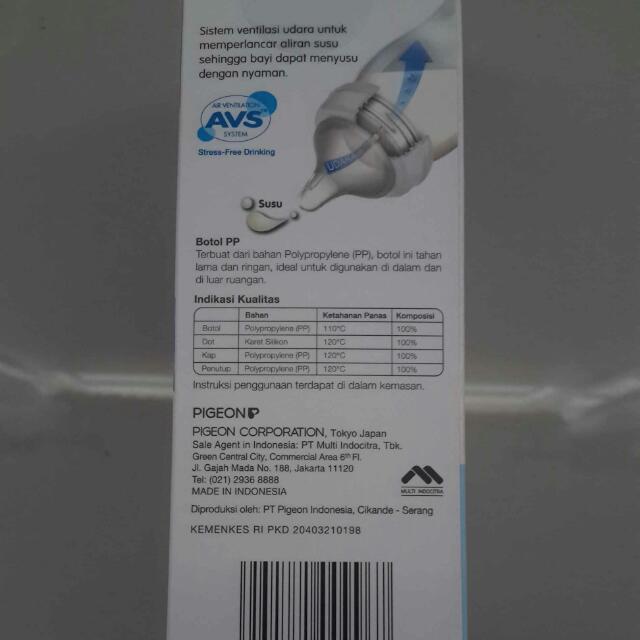 Sistem ventilasi udara untuk
memperlancar aliran susu
sehingga bayi dapat menyusu
dengan nyaman.
AIR VENTILATION
AVS™
SYSTEM
Stress-Free Drinking
UDARA
Susu
Botol PP
Terbuat dari bahan Polypropylene (PP), botol ini tahan
lama dan ringan, ideal untuk digunakan di dalam dan
di luar ruangan.
Indikasi Kualitas
Bahan Ketahanan Panas Komposisi
Botol Polypropylene (PP) 110°C 100%
Dot Karet Silikon 120°C 100%
Kap Polypropylene (PP) 120°C 100%
Penutup Polypropylene (PP) 120°C 100%
Instruksi penggunaan terdapat di dalam kemasan.
PIGEON
PIGEON CORPORATION, Tokyo Japan
Sale Agent in Indonesia: PT Multi Indocitra, Tbk.
Green Central City, Commercial Area 6th Fl.
Jl. Gajah Mada No. 188, Jakarta 11120
Tel: (021) 2936 8888
MADE IN INDONESIA
MULTI INDOCITRA
Diproduksi oleh: PT Pigeon Indonesia, Cikande - Serang
KEMENKES RI PKD 20403210198